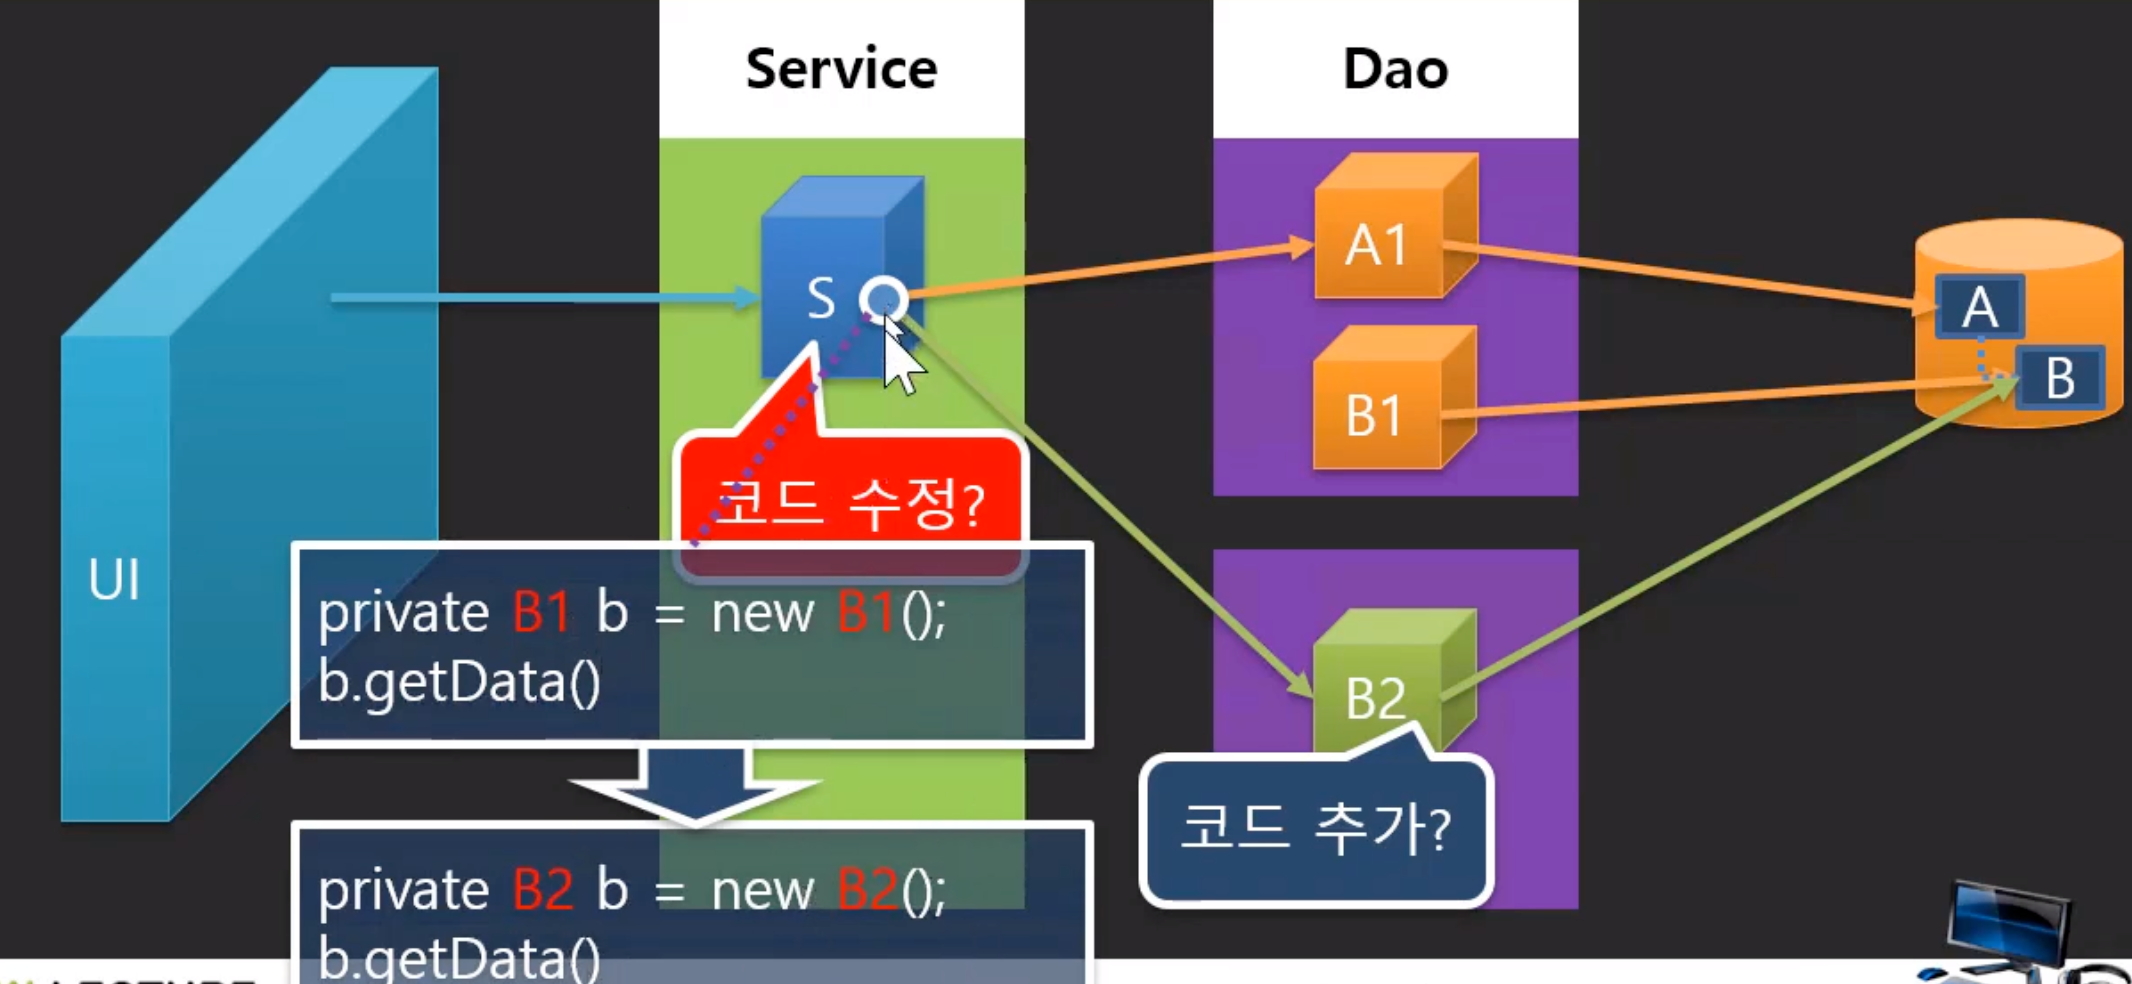 Service
Dao
UI
S
A1
B1
A
B
코드 수정?
private B1 b = new B1();
b.getData()
B2
코드 추가?
private B2 b = new B2();
b.getData()
LECTURE